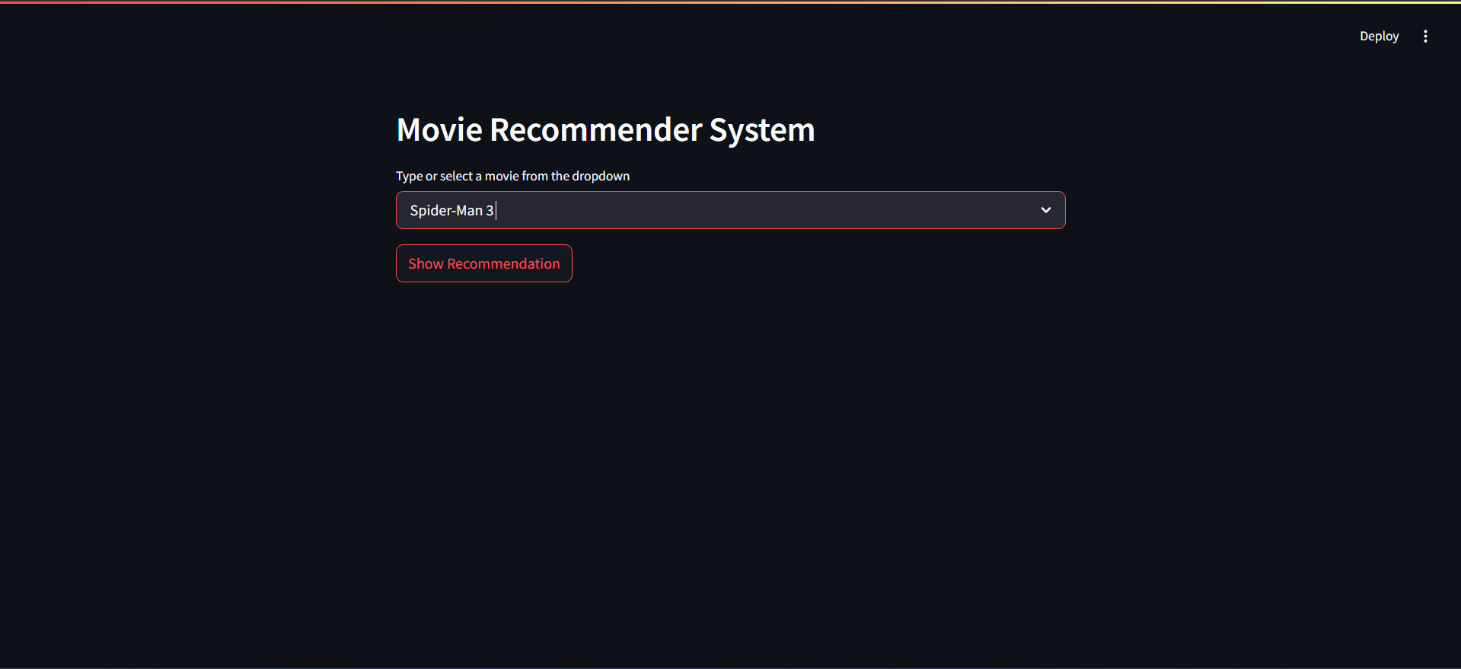 Deploy
Movie Recommender System
Type or select a movie from the dropdown
Spider-Man 3
Show Recommendation